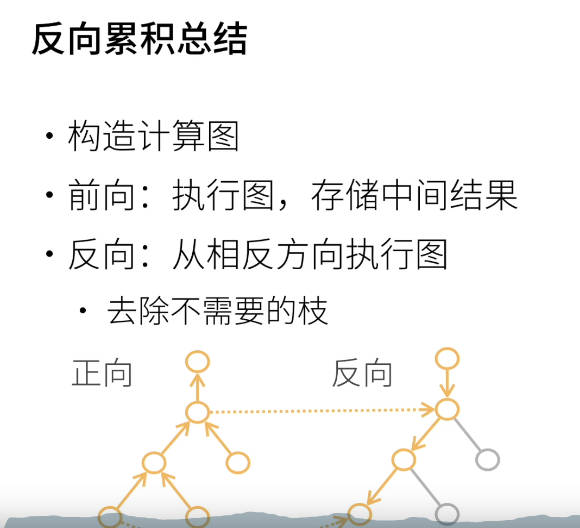 反向累积总结
• 构造计算图
• 前向：执行图，存储中间结果
• 反向：从相反方向执行图
• 去除不需要的枝
正向
反向